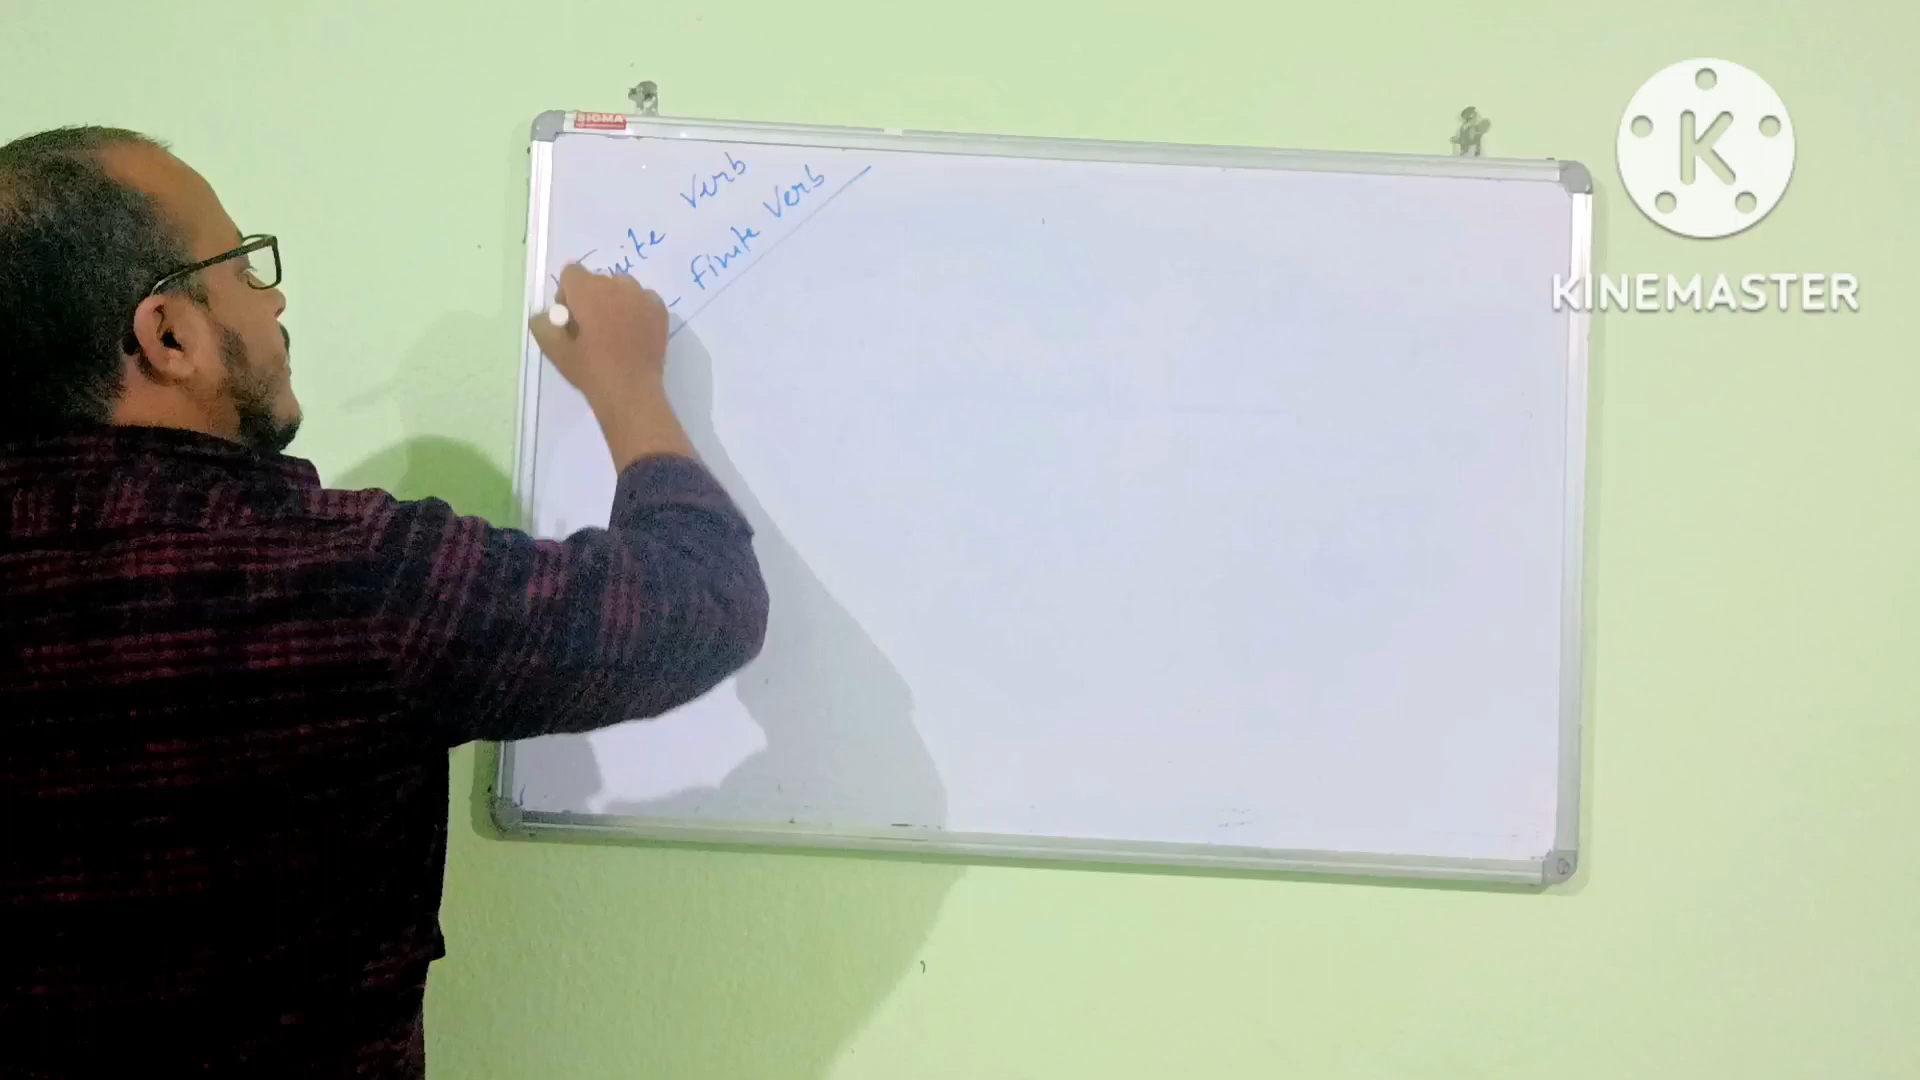 SIGMA
Finite Verb
- Finite Verb
K
KINEMASTER